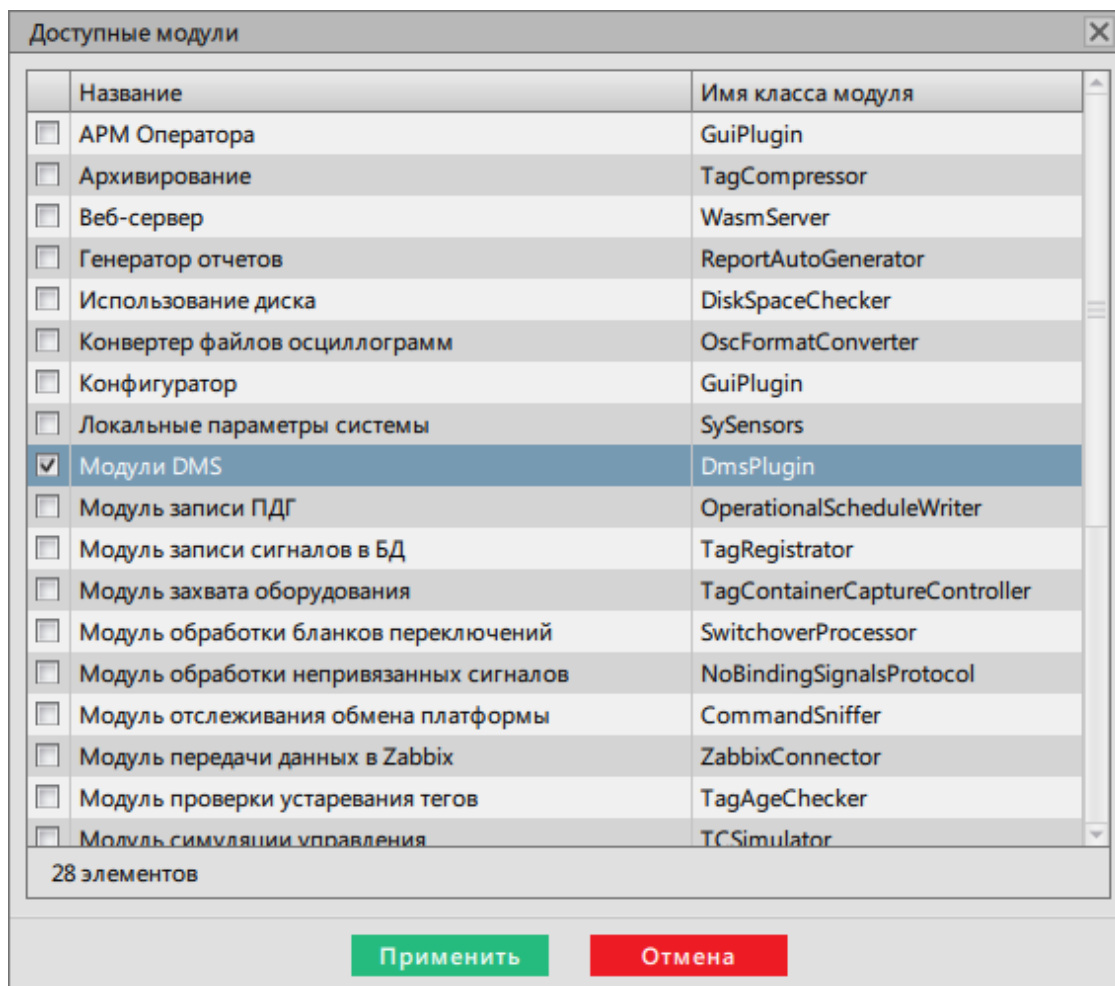 Доступные модули
Название Имя класса модуля
АРМ Оператора GuiPlugin
Архивирование TagCompressor
Веб-сервер WasmServer
Генератор отчетов ReportAutoGenerator
Использование диска DiskSpaceChecker
Конвертер файлов осциллограмм OscFormatConverter
Конфигуратор GuiPlugin
Локальные параметры системы SySensors
Модули DMS DmsPlugin
Модуль записи ПДГ OperationalScheduleWriter
Модуль записи сигналов в БД TagRegistrator
Модуль захвата оборудования TagContainerCaptureController
Модуль обработки бланков переключений SwitchoverProcessor
Модуль обработки непривязанных сигналов NoBindingSignalsProtocol
Модуль отслеживания обмена платформы CommandSniffer
Модуль передачи данных в Zabbix ZabbixConnector
Модуль проверки устаревания тегов TagAgeChecker
Модуль симуляции управления TCSimulator
28 элементов
Применить Отмена